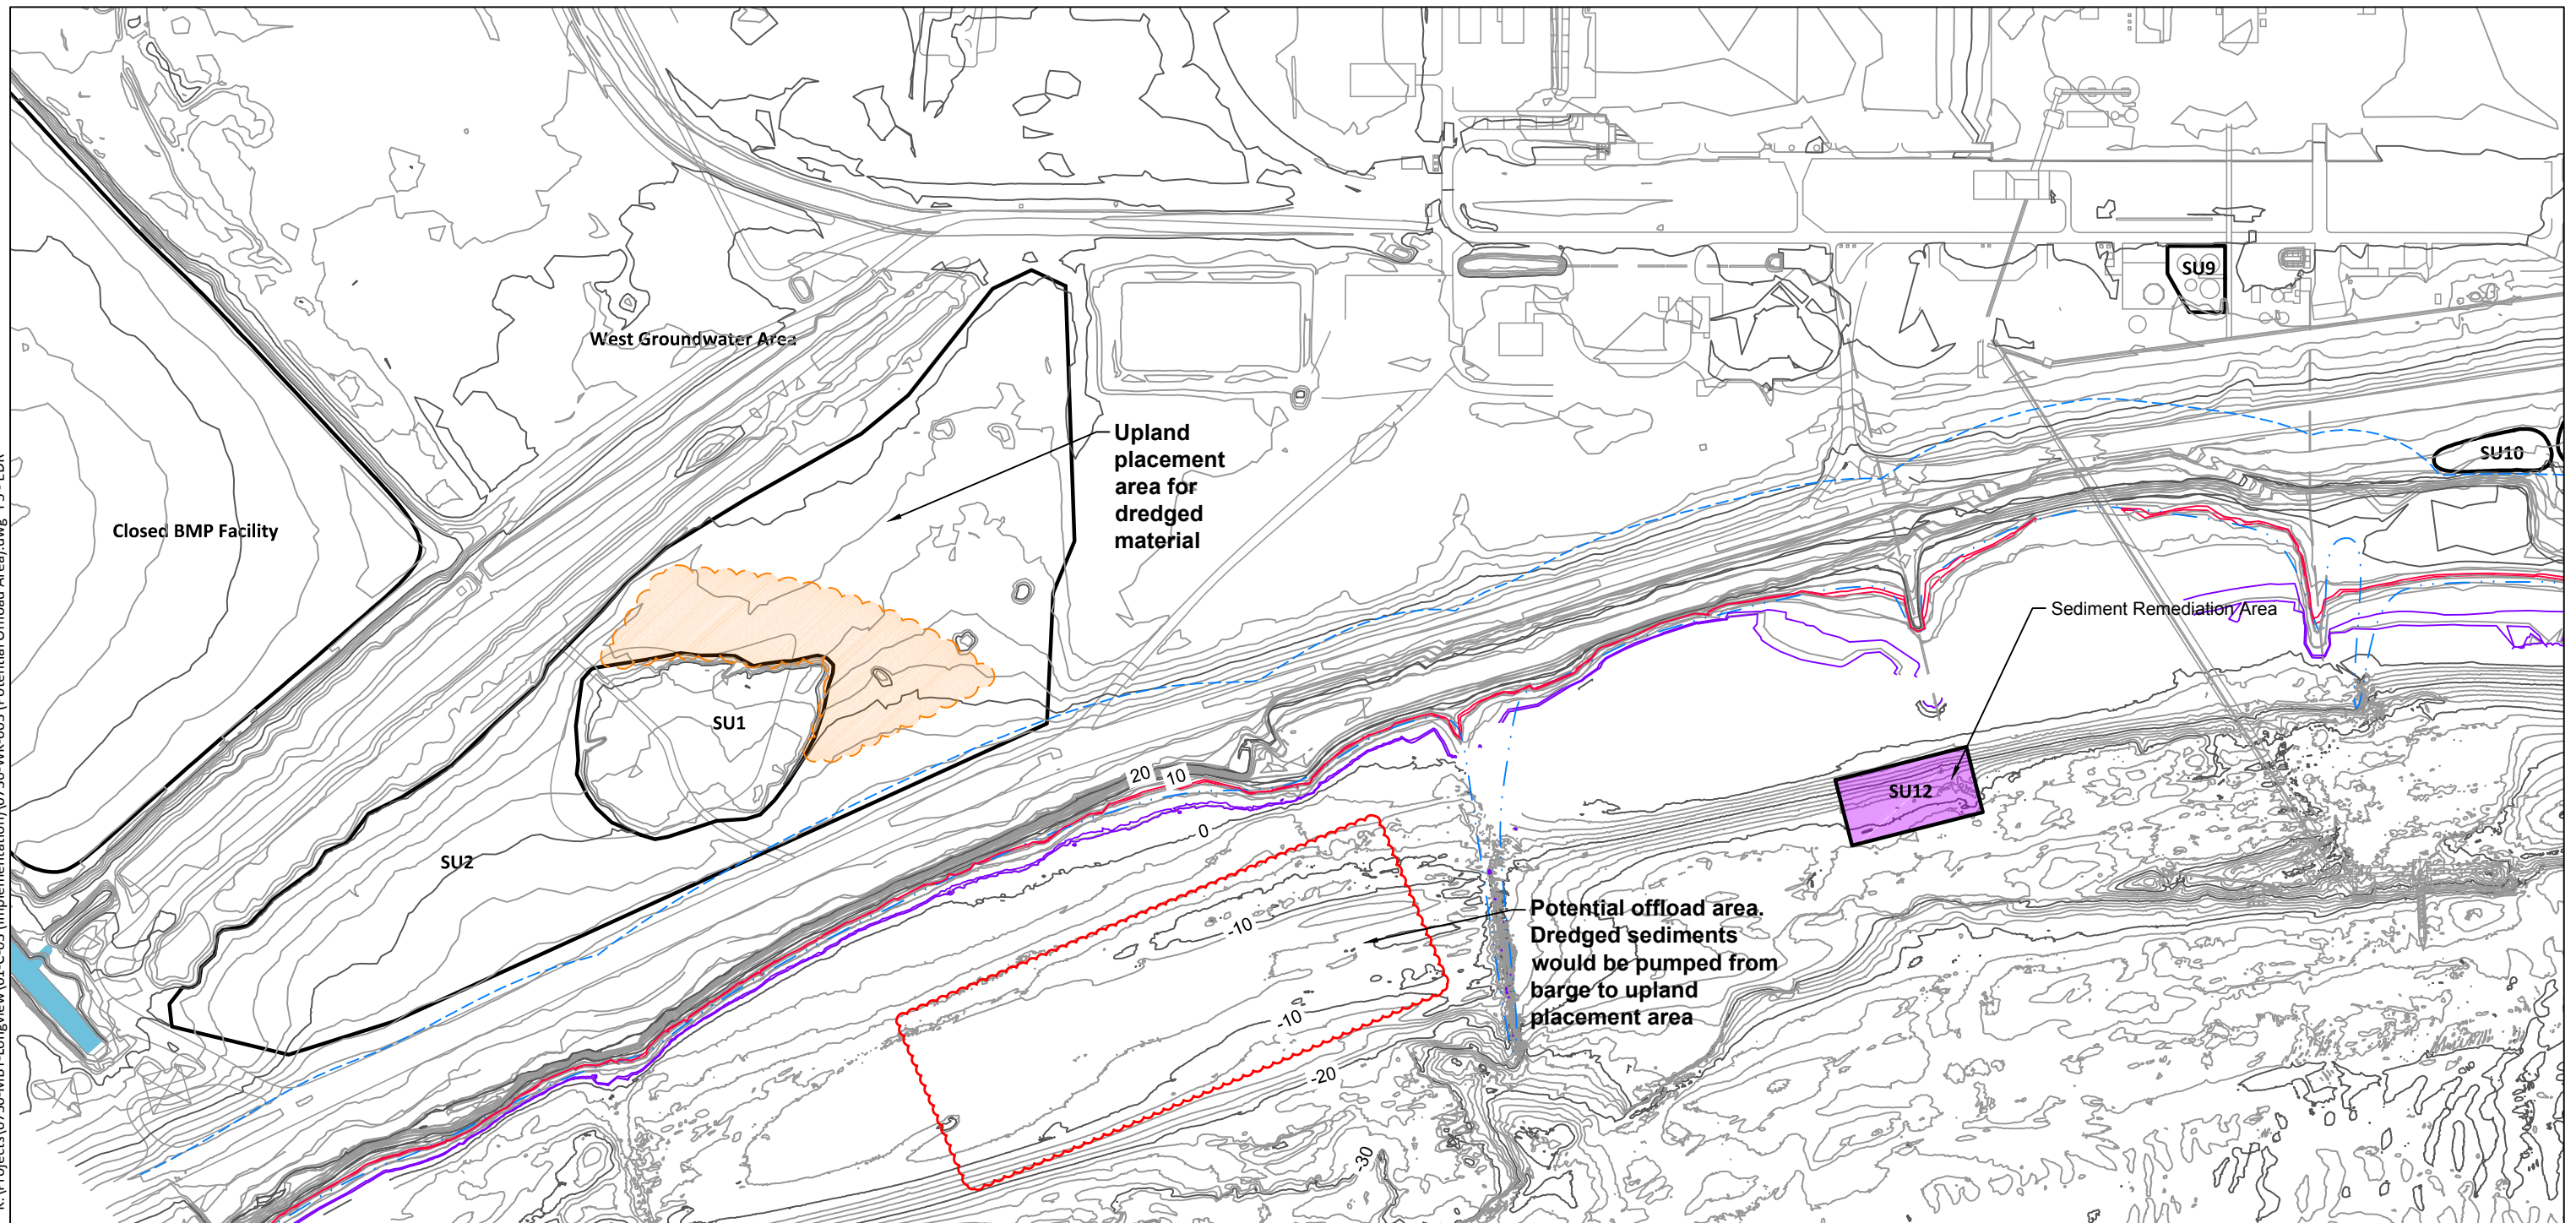 SU9
West Groundwater Area
Upland
placement
area for
dredged
material
SU10
Closed BMP Facility
Sediment Remediation Area
SU1
20
10
SU12
0
SU2
-10
Potential offload area.
Dredged sediments
would be pumped from
barge to upland
placement area
-10
-20
-30